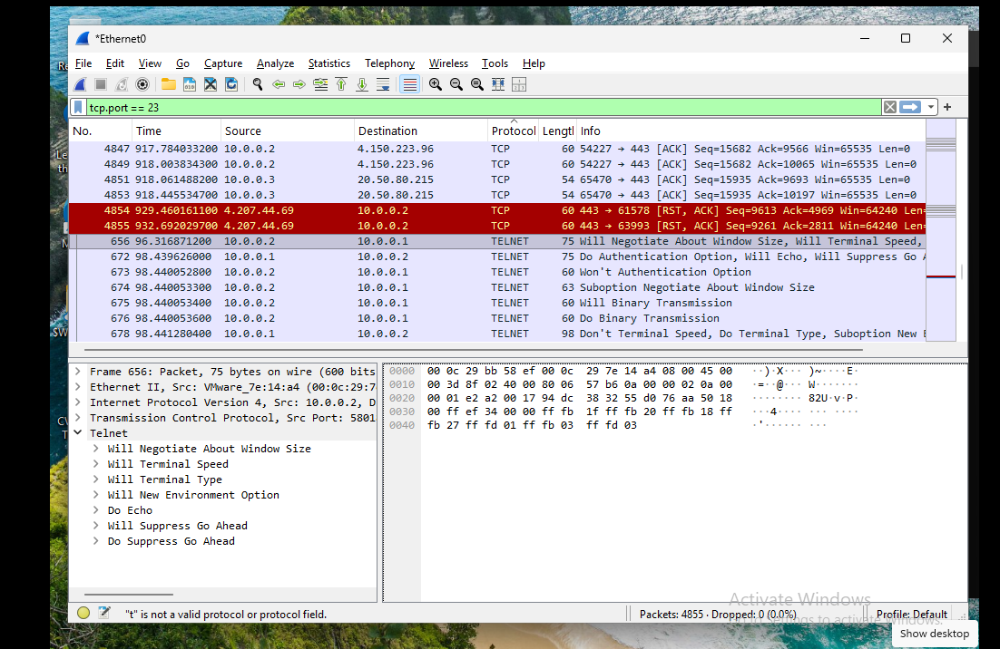 *Ethernet0
File Edit View Go Capture Analyze Statistics Telephony Wireless Tools Help
tcp.port == 23
No. Time Source Destination Protocol Lengtl Info
4847 917.784033200 10.0.0.2 4.150.223.96 TCP 60 54227 → 443 [ACK] Seq=15682 Ack=9566 Win=65535 Len=0
4849 918.003834300 10.0.0.2 4.150.223.96 TCP 60 54227 → 443 [ACK] Seq=15682 Ack=10065 Win=65535 Len=0
4851 918.061488200 10.0.0.3 20.50.80.215 TCP 54 65470 → 443 [ACK] Seq=15935 Ack=9693 Win=65535 Len=0
4853 918.445534700 10.0.0.3 20.50.80.215 TCP 54 65470 → 443 [ACK] Seq=15935 Ack=10197 Win=65535 Len=0
4854 929.460161100 4.207.44.69 10.0.0.2 TCP 60 443 → 61578 [RST, ACK] Seq=9613 Ack=4969 Win=64240 Len=
4855 932.692029700 4.207.44.69 10.0.0.2 TCP 60 443 → 63993 [RST, ACK] Seq=9261 Ack=2811 Win=64240 Len=
656 96.316871200 10.0.0.2 10.0.0.1 TELNET 75 Will Negotiate About Window Size, Will Terminal Speed,
672 98.439626000 10.0.0.1 10.0.0.2 TELNET 75 Do Authentication Option, Will Echo, Will Suppress Go
673 98.440052800 10.0.0.2 10.0.0.1 TELNET 60 Won't Authentication Option
674 98.440053300 10.0.0.2 10.0.0.1 TELNET 63 Suboption Negotiate About Window Size
675 98.440053400 10.0.0.2 10.0.0.1 TELNET 60 Will Binary Transmission
676 98.440053600 10.0.0.2 10.0.0.1 TELNET 60 Do Binary Transmission
678 98.441280400 10.0.0.1 10.0.0.2 TELNET 98 Don't Terminal Speed, Do Terminal Type, Suboption New
Frame 656: Packet, 75 bytes on wire (600 bits
Ethernet II, Src: VMware_7e:14:a4 (00:0c:29:7
Internet Protocol Version 4, Src: 10.0.0.2, D
Transmission Control Protocol, Src Port: 5801
Telnet
Will Negotiate About Window Size
Will Terminal Speed
Will Terminal Type
Will New Environment Option
Do Echo
Will Suppress Go Ahead
Do Suppress Go Ahead
0000 00 0c 29 bb 58 ef 00 0c 29 7e 14 a4 08 00 45 00 ··)·X··· )~····E·
0010 00 3d 8f 02 40 00 80 06 57 b6 0a 00 00 02 0a 00 ·=··@··· W·······
0020 00 01 e2 a2 00 17 94 dc 38 32 55 d0 76 aa 50 18 ········ 82U·v·P·
0030 00 ff ef 34 00 00 ff fb 1f ff fb 20 ff fb 18 ff ···4···· ··· ····
0040 fb 27 ff fd 01 ff fb 03 ff fd 03 ·'······ ···
"t" is not a valid protocol or protocol field.
Packets: 4855 · Dropped: 0 (0.0%)
Profile: Default
Activate Windows
Go to Settings to activate Windows.
Show desktop